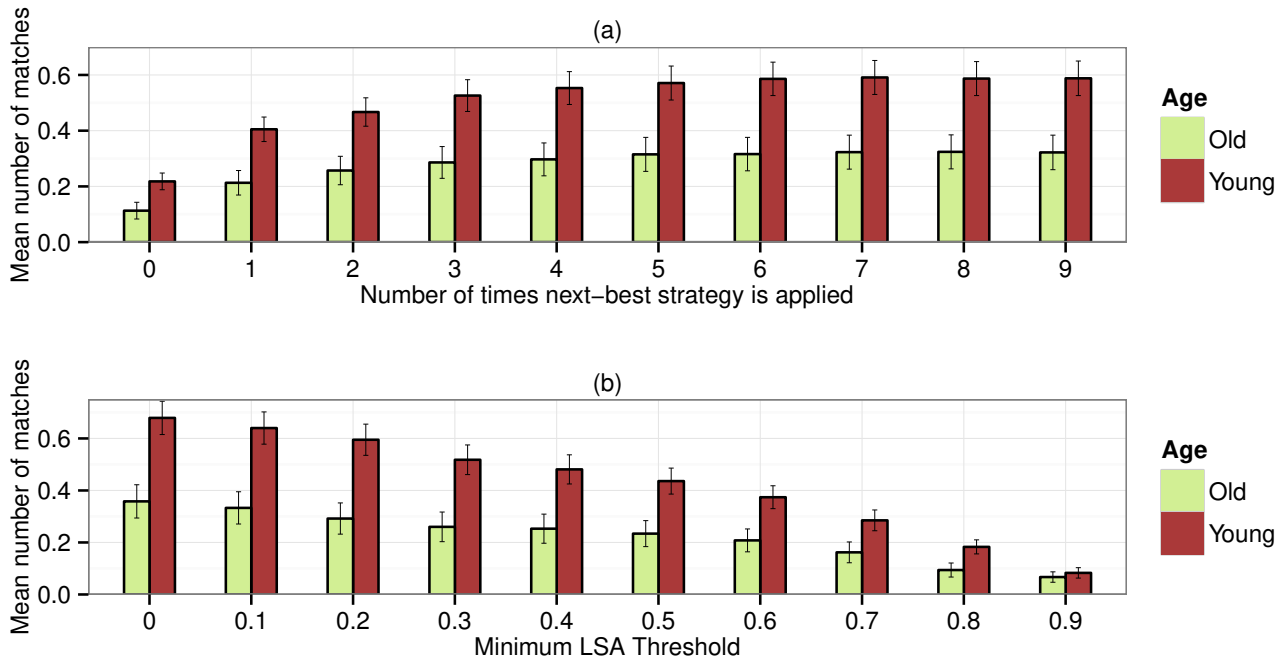 (a)
Mean number of matches
0.6
0.4
0.2
0.0
0 1 2 3 4 5 6 7 8 9
Number of times next−best strategy is applied
Age
Old
Young
(b)
Mean number of matches
0.6
0.4
0.2
0.0
0 0.1 0.2 0.3 0.4 0.5 0.6 0.7 0.8 0.9
Minimum LSA Threshold
Age
Old
Young